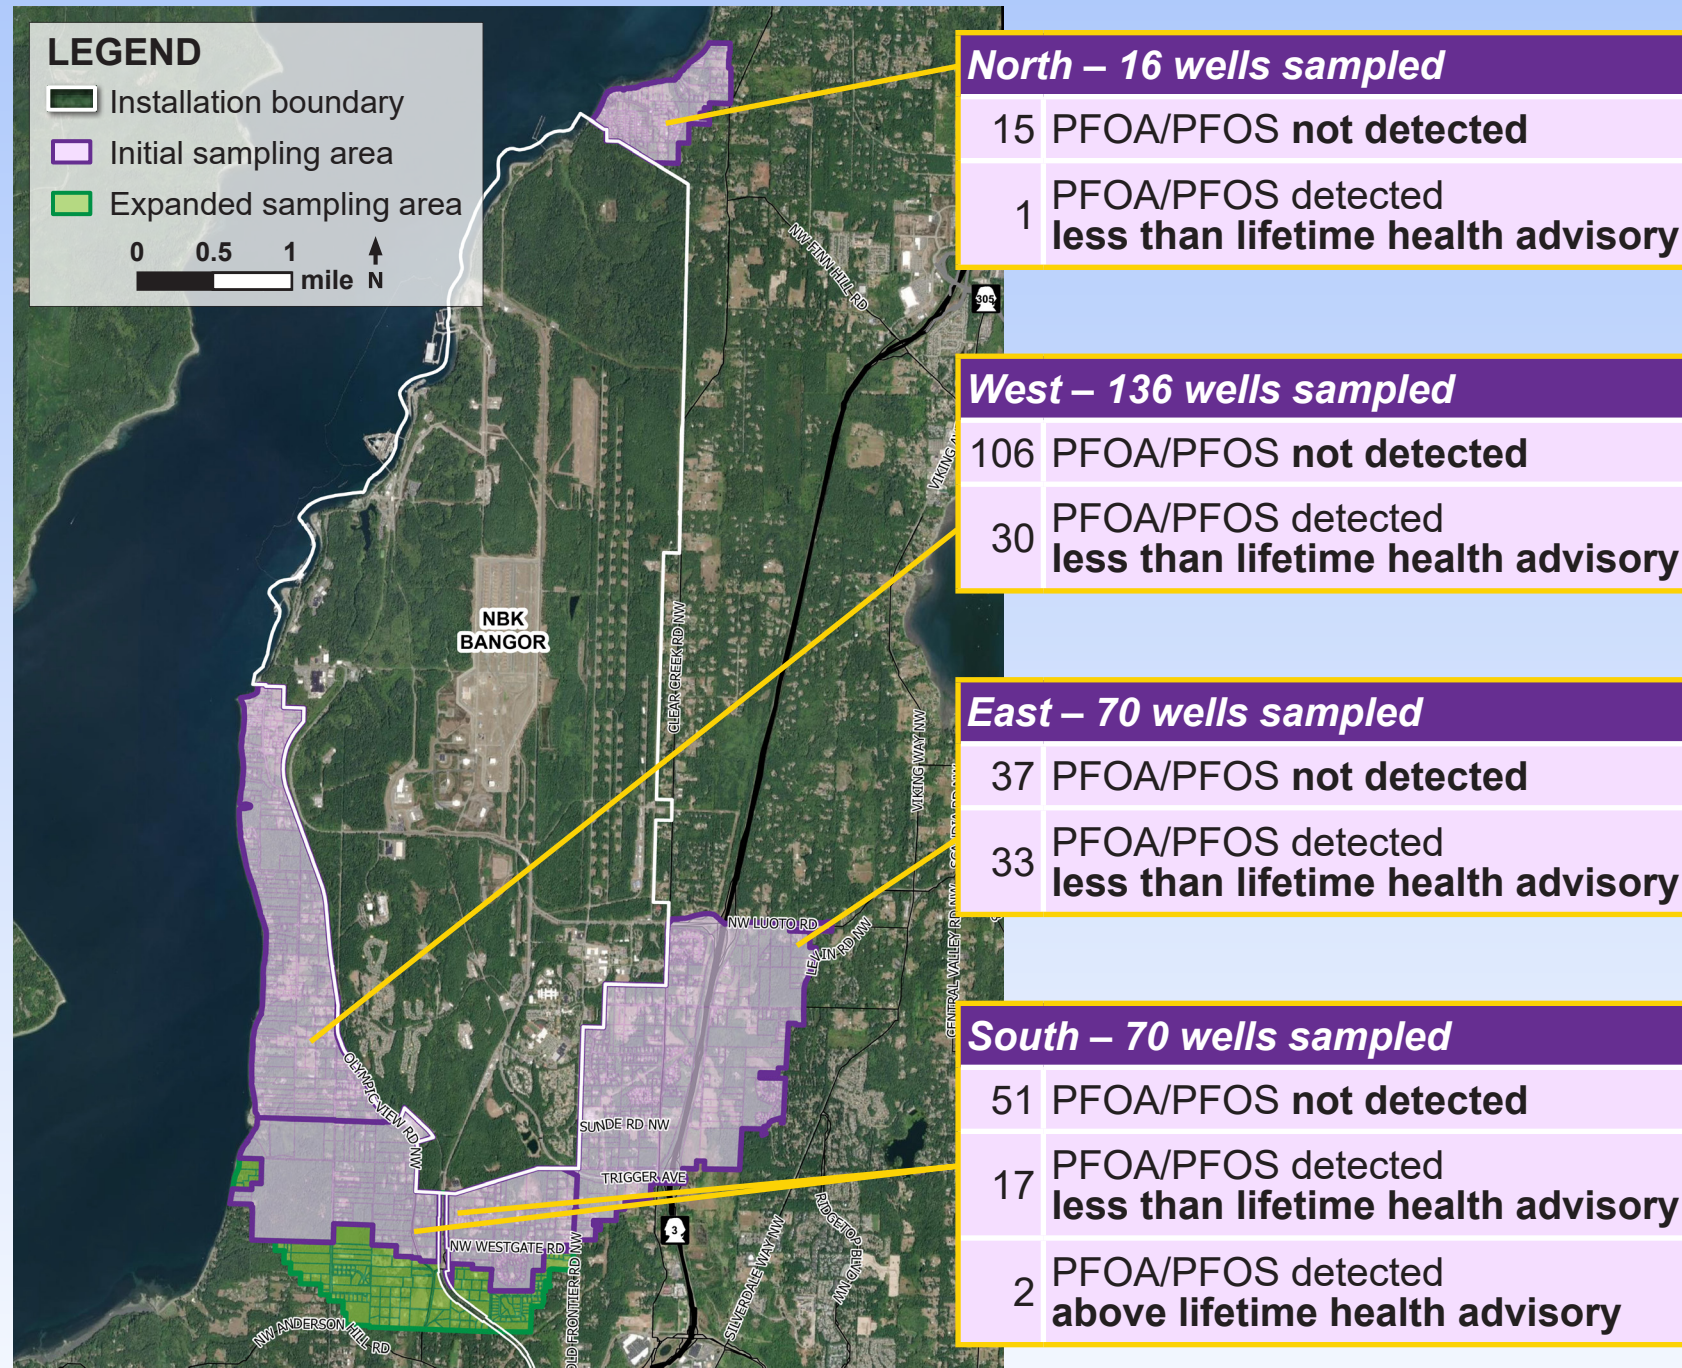 LEGEND
Installation boundary
Initial sampling area
Expanded sampling area
0 0.5 1
mile N
North – 16 wells sampled
15 PFOA/PFOS not detected
1 PFOA/PFOS detected
less than lifetime health advisory
NW FINN HILL RD
305
West – 136 wells sampled
106 PFOA/PFOS not detected
30 PFOA/PFOS detected
less than lifetime health advisory
NBK
BANGOR
CLEAR CREEK RD NW
VIKING WAY NW
East – 70 wells sampled
37 PFOA/PFOS not detected
33 PFOA/PFOS detected
less than lifetime health advisory
NW LUOTO RD
CENTRAL VALLEY RD NW
South – 70 wells sampled
51 PFOA/PFOS not detected
17 PFOA/PFOS detected
less than lifetime health advisory
2 PFOA/PFOS detected
above lifetime health advisory
OLYMPIC VIEW RD NW
SUNDE RD NW
TRIGGER AVE
3
NW WESTGATE RD
RIDGETOP BLVD NW
SILVERDALE WAY NW
OLD FRONTIER RD NW
NW ANDERSON HILL RD